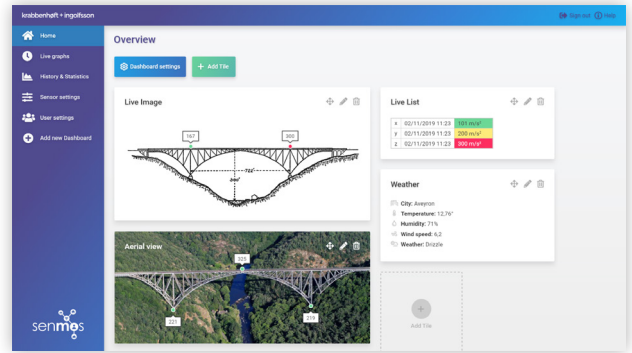 krabbenhøft + ingolfsson
Sign out Help
Home
Live graphs
History & Statistics
Sensor settings
User settings
Add new Dashboard
senmos
Overview
Dashboard settings
+ Add Tile
Live Image
167
300
722'
300'
Live List
x 02/11/2019 11:23 101 m/s²
y 02/11/2019 11:23 200 m/s²
z 02/11/2019 11:23 300 m/s²
Weather
City: Aveyron
Temperature: 12,76°
Humidity: 71%
Wind speed: 6,2
Weather: Drizzle
Aerial view
325
221
219
+
Add Tile